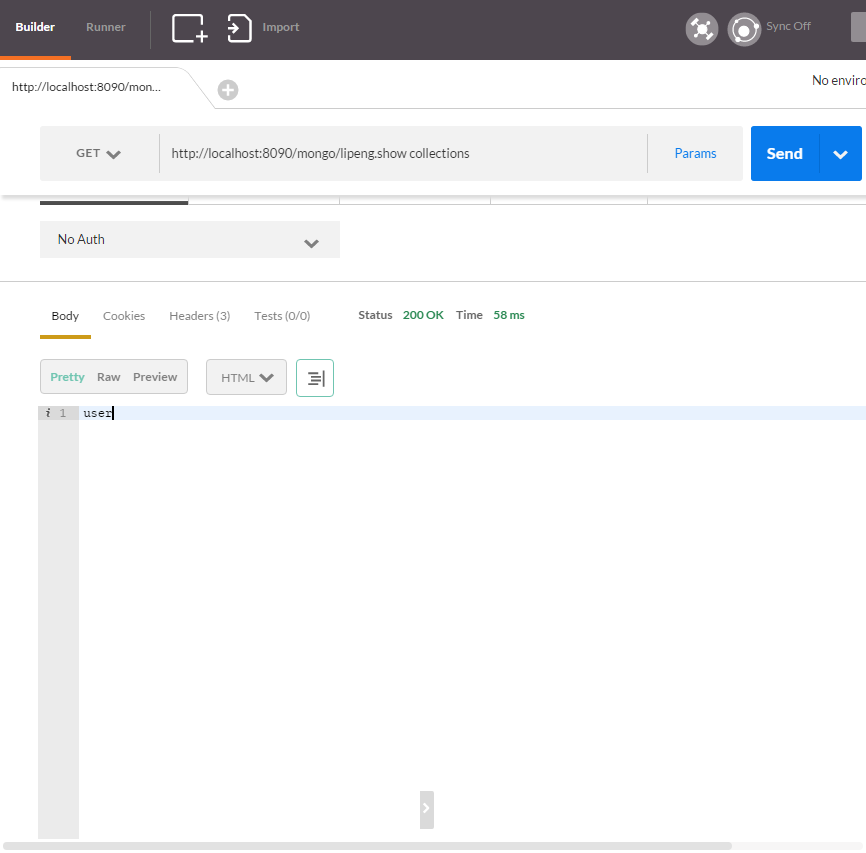 Builder Runner Import Sync Off
http://localhost:8090/mon... No enviro
GET http://localhost:8090/mongo/lipeng.show collections Params Send
No Auth
Body Cookies Headers (3) Tests (0/0) Status 200 OK Time 58 ms
Pretty Raw Preview HTML
i 1 user